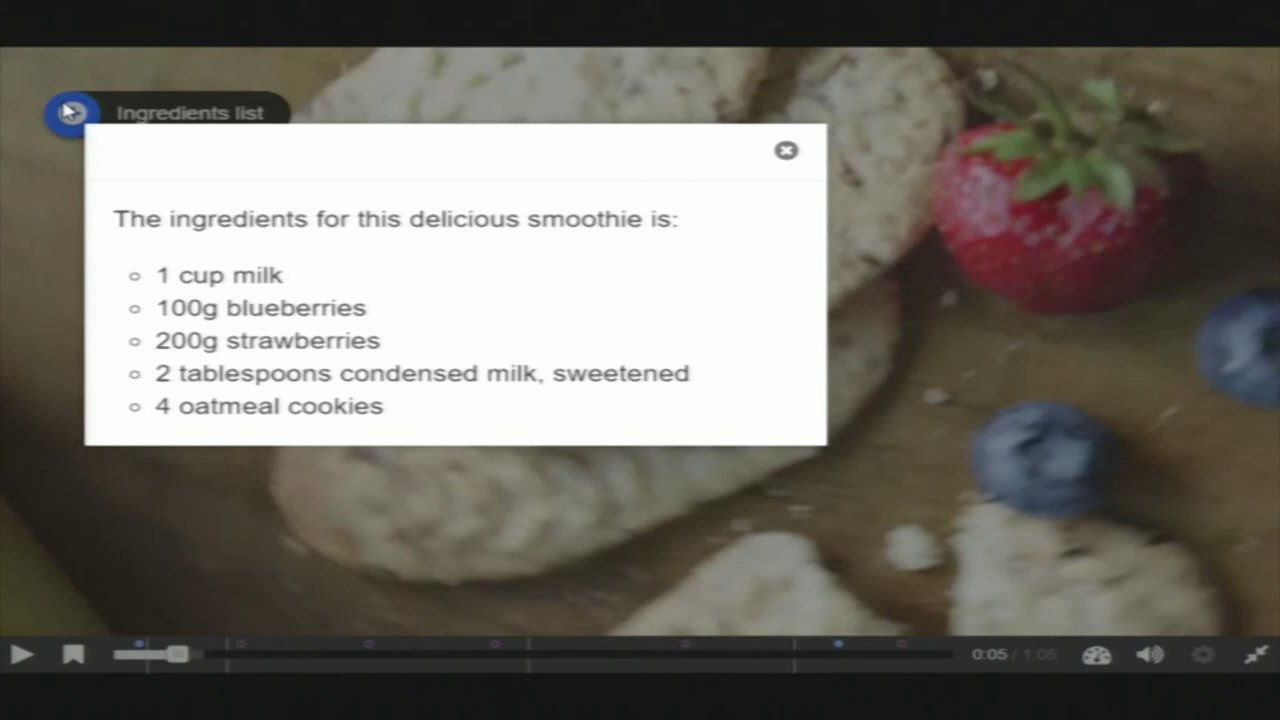 Ingredients list
The ingredients for this delicious smoothie is:
1 cup milk
100g blueberries
200g strawberries
2 tablespoons condensed milk, sweetened
4 oatmeal cookies
0:05 / 1:05